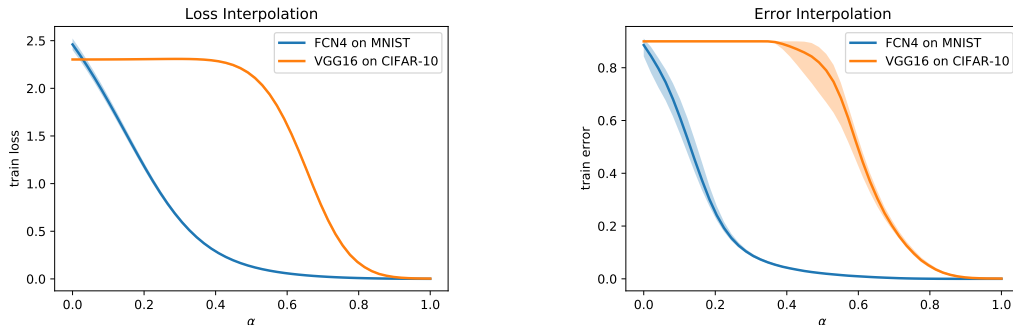 Loss Interpolation
train loss
2.5
2.0
1.5
1.0
0.5
0.0
FCN4 on MNIST
VGG16 on CIFAR-10
0.0 0.2 0.4 0.6 0.8 1.0
α
Error Interpolation
train error
0.8
0.6
0.4
0.2
0.0
FCN4 on MNIST
VGG16 on CIFAR-10
0.0 0.2 0.4 0.6 0.8 1.0
α